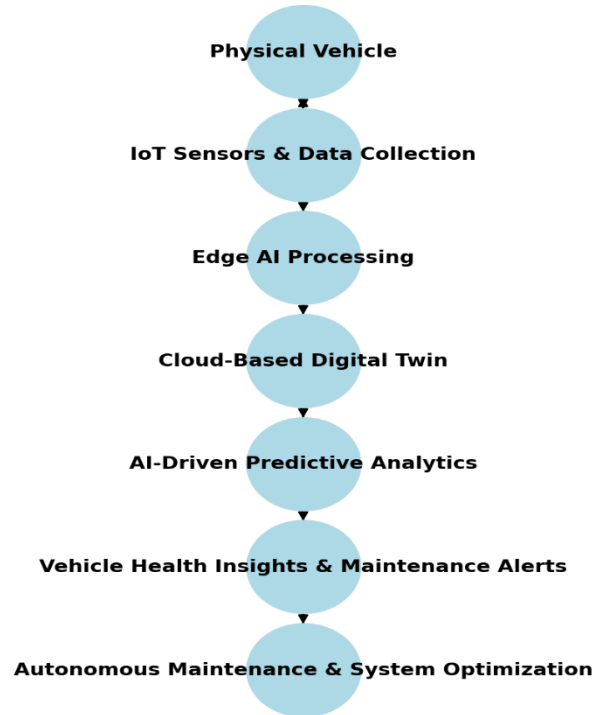 Physical Vehicle
IoT Sensors & Data Collection
Edge AI Processing
Cloud-Based Digital Twin
AI-Driven Predictive Analytics
Vehicle Health Insights & Maintenance Alerts
Autonomous Maintenance & System Optimization